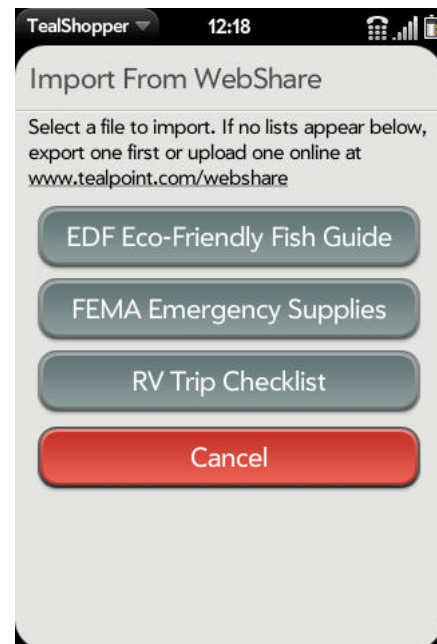 TealShopper 12:18
Import From WebShare
Select a file to import. If no lists appear below,
export one first or upload one online at
www.tealpoint.com/webshare
EDF Eco-Friendly Fish Guide
FEMA Emergency Supplies
RV Trip Checklist
Cancel